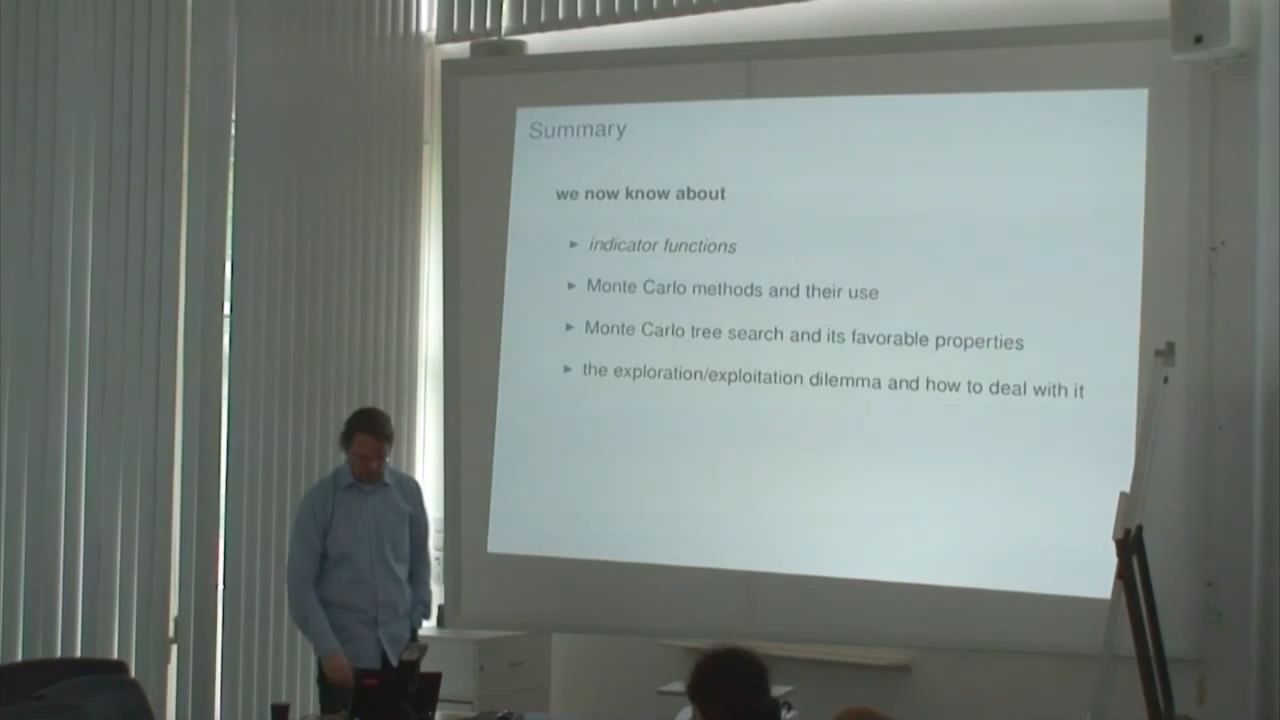 Summary
we now know about
► indicator functions
► Monte Carlo methods and their use
► Monte Carlo tree search and its favorable properties
► the exploration/exploitation dilemma and how to deal with it